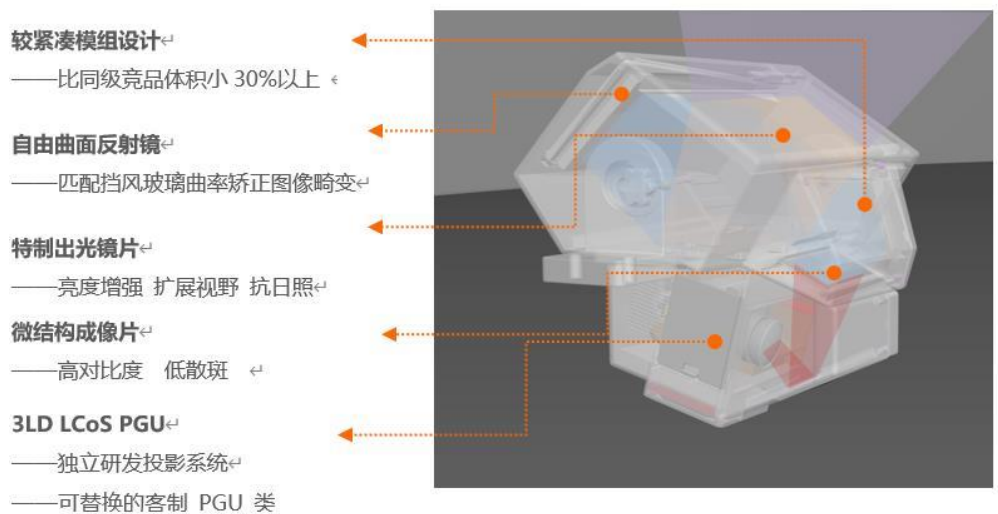 较紧凑模组设计
——比同级竞品体积小 30%以上
自由曲面反射镜
——匹配挡风玻璃曲率矫正图像畸变
特制出光镜片
——亮度增强 扩展视野 抗日照
微结构成像片
——高对比度 低散斑
3LD LCoS PGU
——独立研发投影系统
——可替换的客制 PGU 类